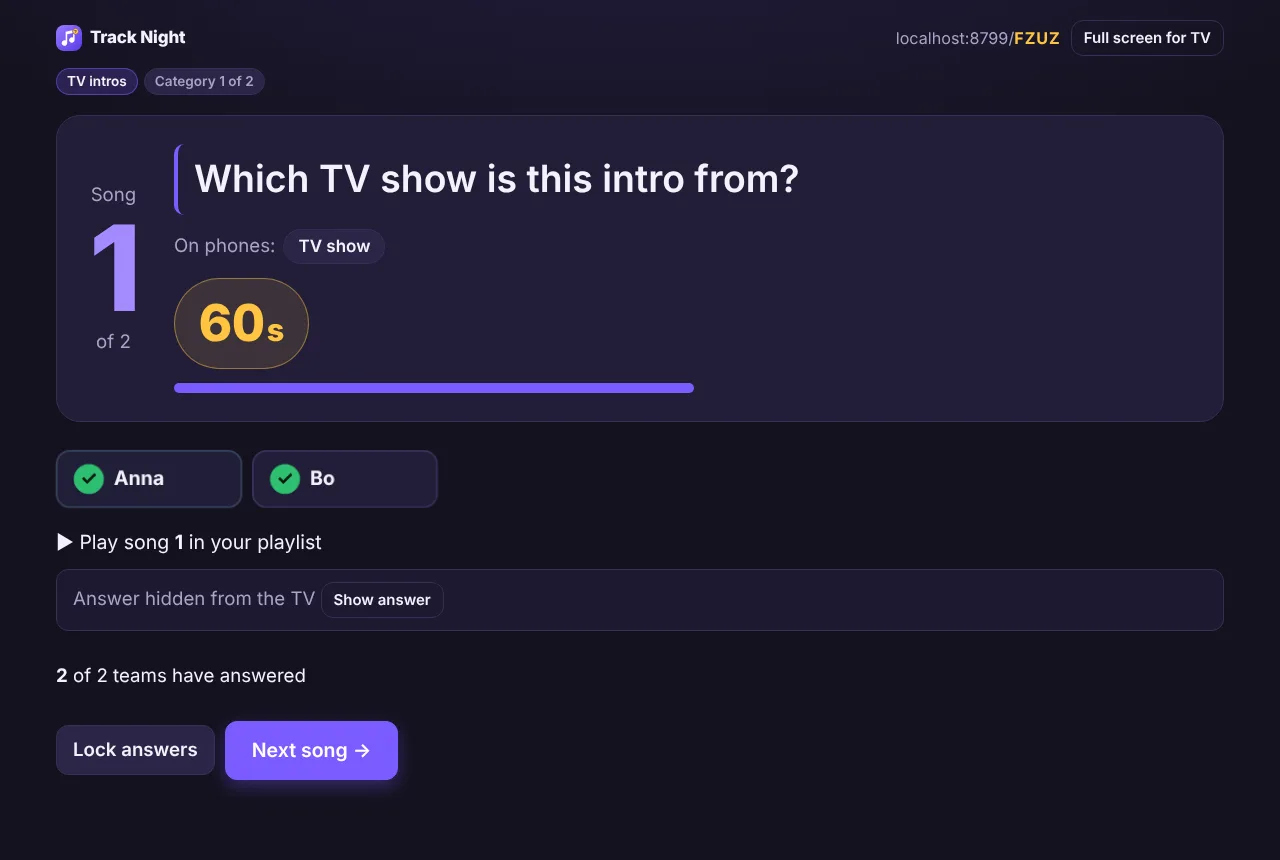 Track Night
localhost:8799/FZUZ
Full screen for TV
TV intros
Category 1 of 2
Song
1
of 2
Which TV show is this intro from?
On phones: TV show
60s
Anna
Bo
▶ Play song 1 in your playlist
Answer hidden from the TV Show answer
2 of 2 teams have answered
Lock answers
Next song →